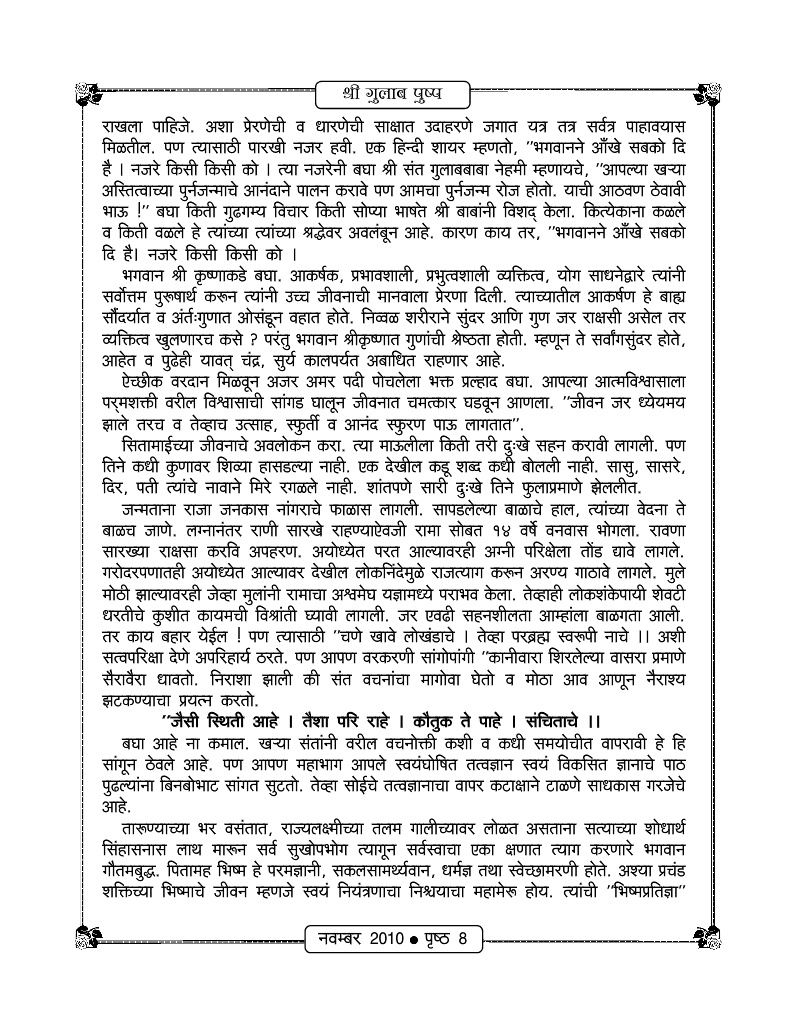 श्री गुलाब पुष्प
राखला पाहिजे. अशा प्रेरणेची व धारणेची साक्षात उदाहरणे जगात यत्र तत्र सर्वत्र पाहावयास
मिळतील. पण त्यासाठी पारखी नजर हवी. एक हिन्दी शायर म्हणतो, ''भगवानने आँखे सबको दि
है । नजरे किसी किसी को । त्या नजरेनी बघा श्री संत गुलाबबाबा नेहमी म्हणायचे, ''आपल्या खऱ्या
अस्तित्वाच्या पुर्नजन्माचे आनंदाने पालन करावे पण आमचा पुर्नजन्म रोज होतो. याची आठवण ठेवावी
भाऊ !'' बघा किती गुढगम्य विचार किती सोप्या भाषेत श्री बाबांनी विशद् केला. कित्येकाना कळले
व किती वळले हे त्यांच्या त्यांच्या श्रद्धेवर अवलंबून आहे. कारण काय तर, ''भगवानने आँखे सबको
दि है। नजरे किसी किसी को ।
भगवान श्री कृष्णाकडे बघा. आकर्षक, प्रभावशाली, प्रभुत्वशाली व्यक्तित्व, योग साधनेद्वारे त्यांनी
सर्वोत्तम पुरूषार्थ करून त्यांनी उच्च जीवनाची मानवाला प्रेरणा दिली. त्याच्यातील आकर्षण हे बाह्य
सौंदर्यात व अंर्तःगुणात ओसंडून वहात होते. निव्वळ शरीराने सुंदर आणि गुण जर राक्षसी असेल तर
व्यक्तित्व खुलणारच कसे ? परंतु भगवान श्रीकृष्णात गुणांची श्रेष्ठता होती. म्हणून ते सर्वांगसुंदर होते,
आहेत व पुढेही यावत् चंद्र, सुर्य कालपर्यत अबाधित राहणार आहे.
ऐच्छीक वरदान मिळवून अजर अमर पदी पोचलेला भक्त प्रल्हाद बघा. आपल्या आत्मविश्वासाला
पर्‌मशक्ती वरील विश्वासाची सांगड घालून जीवनात चमत्कार घडवून आणला. ''जीवन जर ध्येयमय
झाले तरच व तेव्हाच उत्साह, स्फुर्ती व आनंद स्फुरण पाऊ लागतात''.
सितामाईच्या जीवनाचे अवलोकन करा. त्या माऊलीला किती तरी दुःखे सहन करावी लागली. पण
तिने कधी कुणावर शिव्या हासडल्या नाही. एक देखील कडू शब्द कधी बोलली नाही. सासु, सासरे,
दिर, पती त्यांचे नावाने मिरे रगळले नाही. शांतपणे सारी दुःखे तिने फुलाप्रमाणे झेललीत.
जन्मताना राजा जनकास नांगराचे फाळास लागली. सापडलेल्या बाळाचे हाल, त्यांच्या वेदना ते
बाळच जाणे. लग्नानंतर राणी सारखे राहण्याऐवजी रामा सोबत १४ वर्षे वनवास भोगला. रावणा
सारख्या राक्षसा करवि अपहरण. अयोध्येत परत आल्यावरही अग्नी परिक्षेला तोंड द्यावे लागले.
गरोदरपणातही अयोध्येत आल्यावर देखील लोकनिंदेमुळे राजत्याग करून अरण्य गाठावे लागले. मुले
मोठी झाल्यावरही जेव्हा मुलांनी रामाचा अश्वमेघ यज्ञामध्ये पराभव केला. तेव्हाही लोकशंकेपायी शेवटी
धरतीचे कुशीत कायमची विश्रांती घ्यावी लागली. जर एवढी सहनशीलता आम्हांला बाळगता आली.
तर काय बहार येईल ! पण त्यासाठी ''चणे खावे लोखंडाचे । तेव्हा परब्रह्म स्वरूपी नाचे ।। अशी
सत्वपरिक्षा देणे अपरिहार्य ठरते. पण आपण वरकरणी सांगोपांगी ''कानीवारा शिरलेल्या वासरा प्रमाणे
सैरावैरा धावतो. निराशा झाली की संत वचनांचा मागोवा घेतो व मोठा आव आणून नैराश्य
झटकण्याचा प्रयत्न करतो.
''जैसी स्थिती आहे । तैशा परि राहे । कौतुक ते पाहे । संचिताचे ।।
बघा आहे ना कमाल. खऱ्या संतांनी वरील वचनोक्ती कशी व कधी समयोचीत वापरावी हे हि
सांगून ठेवले आहे. पण आपण महाभाग आपले स्वयंघोषित तत्वज्ञान स्वयं विकसित ज्ञानाचे पाठ
पुढल्यांना बिनबोभाट सांगत सुटतो. तेव्हा सोईचे तत्वज्ञानाचा वापर कटाक्षाने टाळणे साधकास गरजेचे
आहे.
तारूण्याच्या भर वसंतात, राज्यलक्ष्मीच्या तलम गालीच्यावर लोळत असताना सत्याच्या शोधार्थ
सिंहासनास लाथ मारून सर्व सुखोपभोग त्यागून सर्वस्वाचा एका क्षणात त्याग करणारे भगवान
गौतमबुद्ध. पितामह भिष्म हे परमज्ञानी, सकलसामर्थ्यवान, धर्मज्ञ तथा स्वेच्छामरणी होते. अश्या प्रचंड
शक्तिच्या भिष्माचे जीवन म्हणजे स्वयं नियंत्रणाचा निश्चयाचा महामेरू होय. त्यांची ''भिष्मप्रतिज्ञा''
नवम्बर 2010 ● पृष्ठ 8